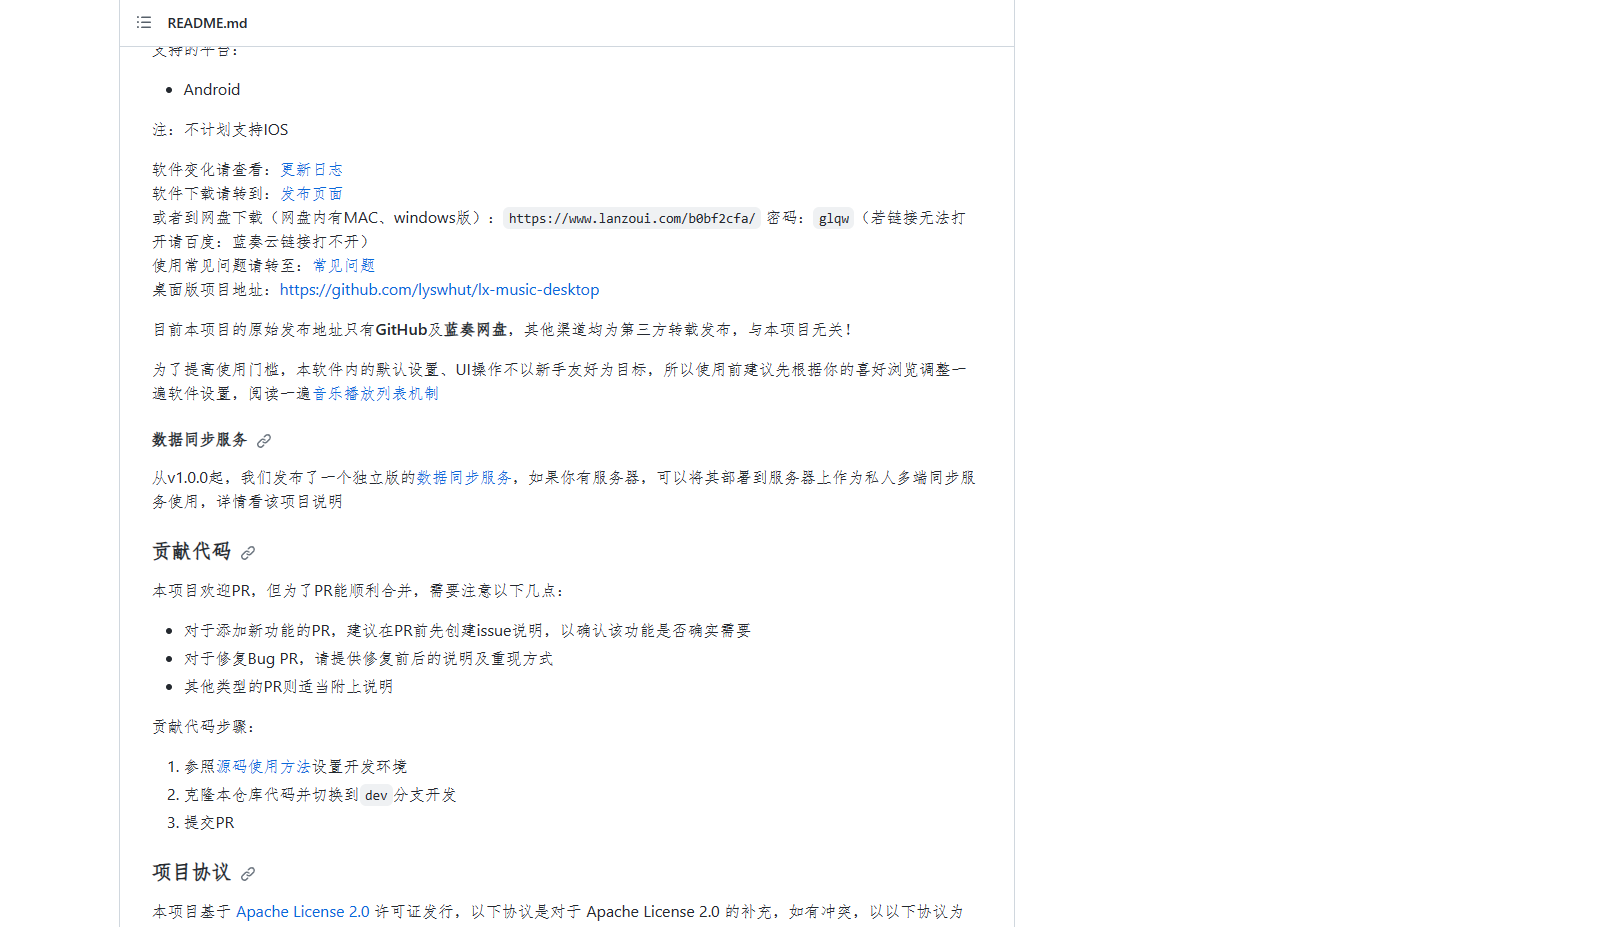 README.md
支持的平台：
Android
注：不计划支持IOS
软件变化请查看：更新日志
软件下载请转到：发布页面
或者到网盘下载（网盘内有MAC、windows版）：https://www.lanzoui.com/b0bf2cfa/ 密码：glqw（若链接无法打
开请百度：蓝奏云链接打不开）
使用常见问题请转至：常见问题
桌面版项目地址：https://github.com/lyswhut/lx-music-desktop
目前本项目的原始发布地址只有GitHub及蓝奏网盘，其他渠道均为第三方转载发布，与本项目无关！
为了提高使用门槛，本软件内的默认设置、UI操作不以新手友好为目标，所以使用前建议先根据你的喜好浏览调整一
遍软件设置，阅读一遍音乐播放列表机制
数据同步服务
从v1.0.0起，我们发布了一个独立版的数据同步服务，如果你有服务器，可以将其部署到服务器上作为私人多端同步服
务使用，详情看该项目说明
贡献代码
本项目欢迎PR，但为了PR能顺利合并，需要注意以下几点：
对于添加新功能的PR，建议在PR前先创建issue说明，以确认该功能是否确实需要
对于修复Bug PR，请提供修复前后的说明及重现方式
其他类型的PR则适当附上说明
贡献代码步骤：
1. 参照源码使用方法设置开发环境
2. 克隆本仓库代码并切换到 dev 分支开发
3. 提交PR
项目协议
本项目基于 Apache License 2.0 许可证发行，以下协议是对于 Apache License 2.0 的补充，如有冲突，以以下协议为